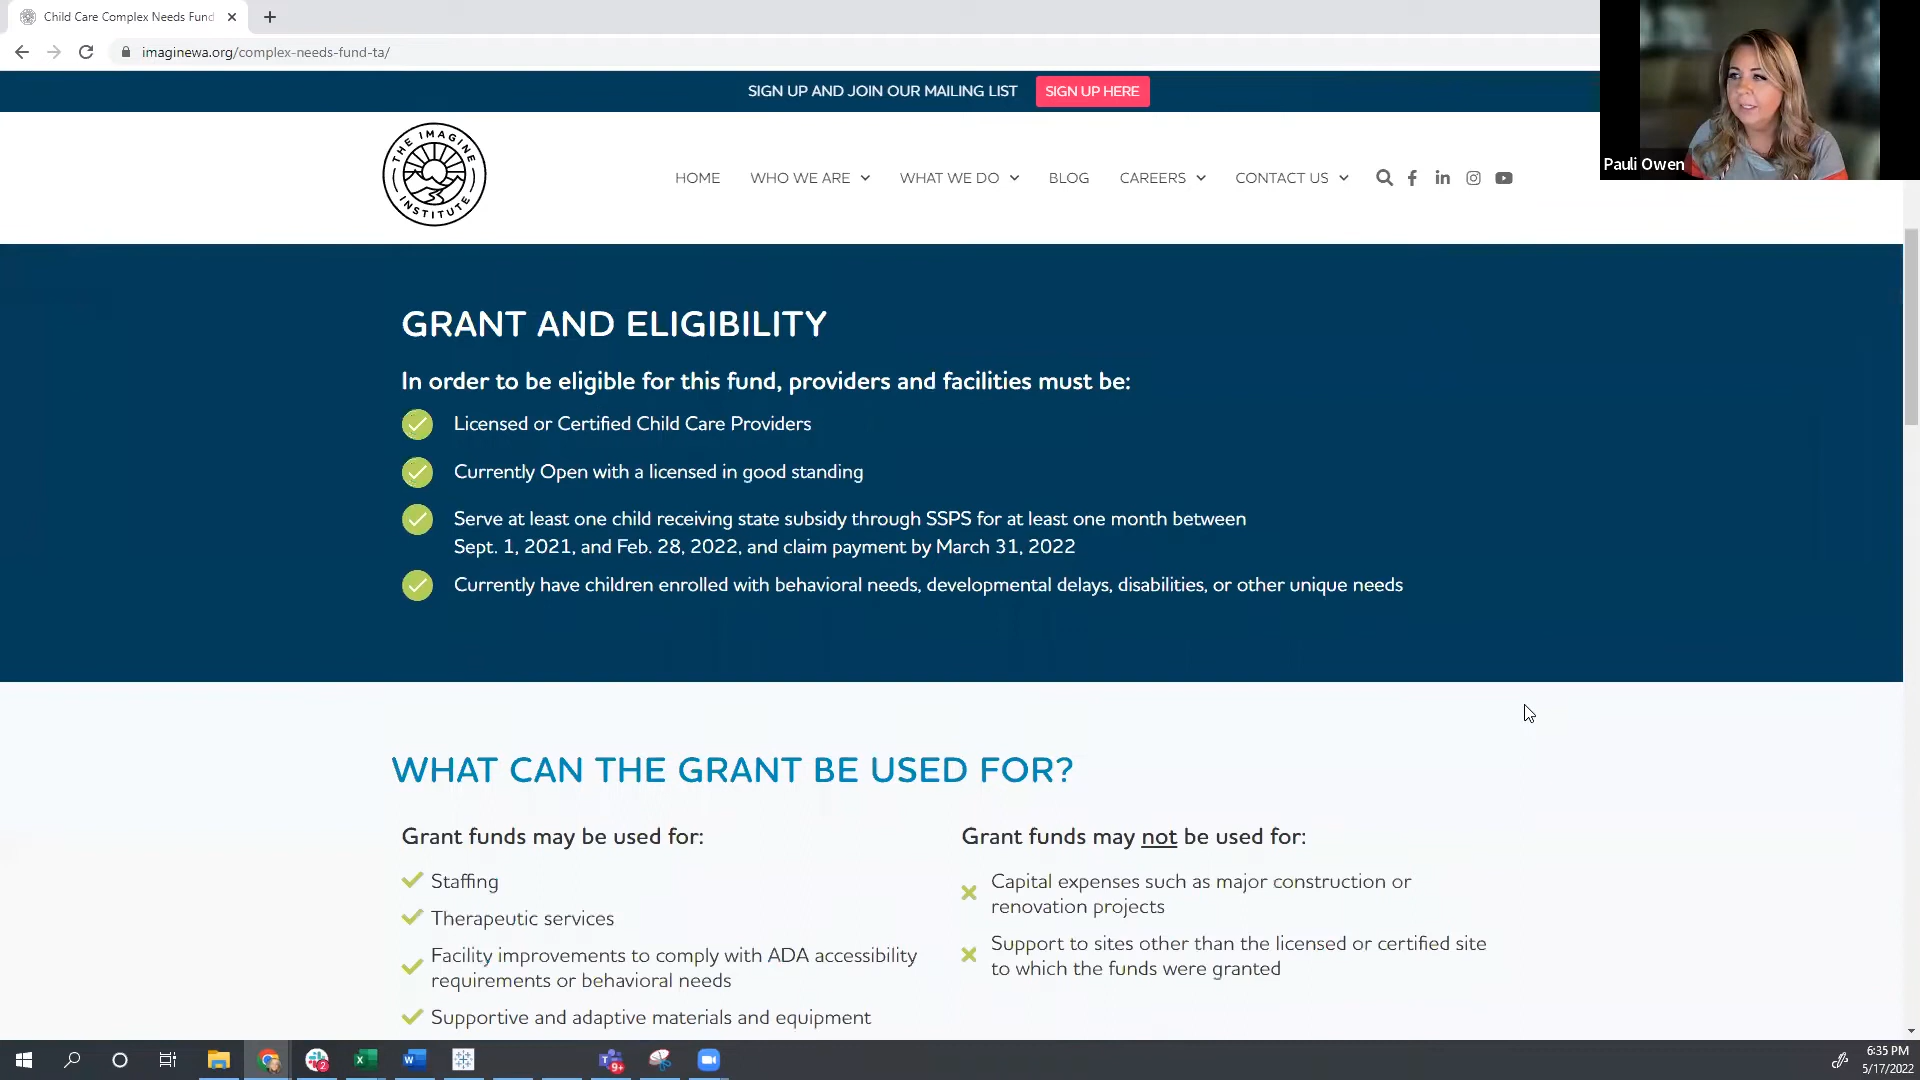 Child Care Complex Needs Fund
imaginewa.org/complex-needs-fund-ta/
SIGN UP AND JOIN OUR MAILING LIST SIGN UP HERE
THE IMAGINE INSTITUTE
HOME WHO WE ARE WHAT WE DO BLOG CAREERS CONTACT US
Pauli Owen
GRANT AND ELIGIBILITY
In order to be eligible for this fund, providers and facilities must be:
Licensed or Certified Child Care Providers
Currently Open with a licensed in good standing
Serve at least one child receiving state subsidy through SSPS for at least one month between
Sept. 1, 2021, and Feb. 28, 2022, and claim payment by March 31, 2022
Currently have children enrolled with behavioral needs, developmental delays, disabilities, or other unique needs
WHAT CAN THE GRANT BE USED FOR?
Grant funds may be used for:
Staffing
Therapeutic services
Facility improvements to comply with ADA accessibility
requirements or behavioral needs
Supportive and adaptive materials and equipment
Grant funds may not be used for:
Capital expenses such as major construction or
renovation projects
Support to sites other than the licensed or certified site
to which the funds were granted
2
9+
6:35 PM
5/17/2022